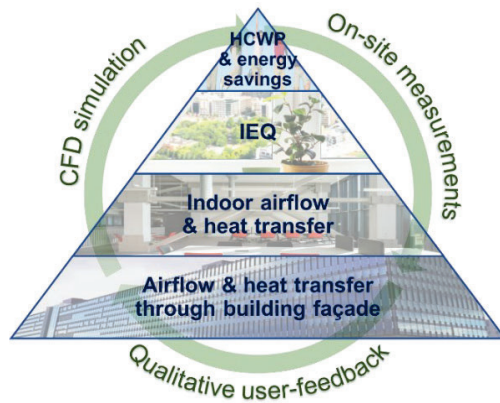 HCWP
& energy
savings
IEQ
Indoor airflow
& heat transfer
Airflow & heat transfer
through building façade
CFD simulation
On-site measurements
Qualitative user-feedback